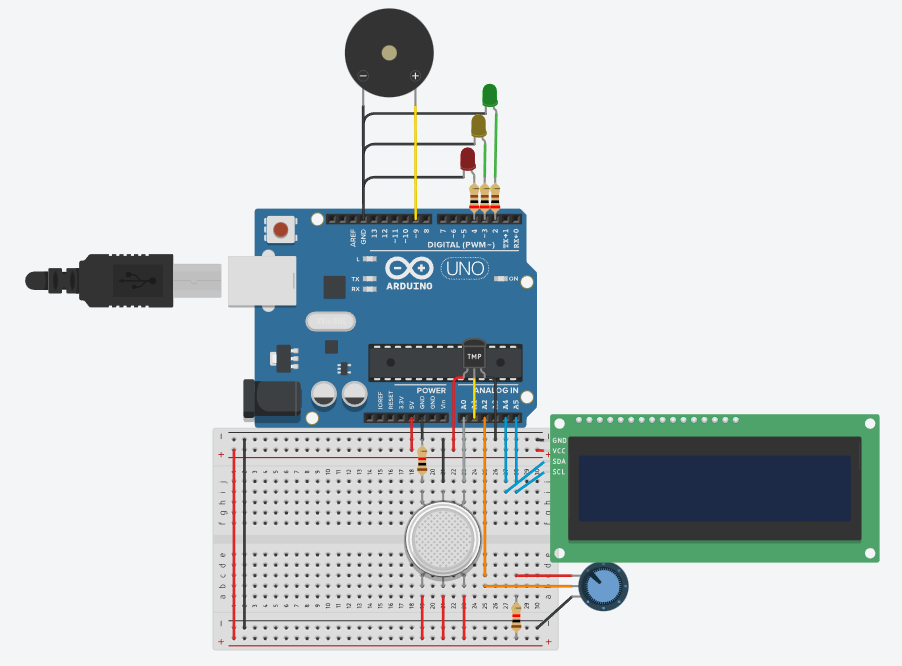 − +
AREF
GND
13
12
~11
~10
~9
8
7
~6
~5
4
~3
2
TX→1
RX←0
DIGITAL (PWM~)
L
TX
RX
ARDUINO
UNO
ON
TMP
POWER
ANALOG IN
IOREF
RESET
3.3V
5V
GND
GND
Vin
A0
A2
A4
A5
GND
VCC
SDA
SCL